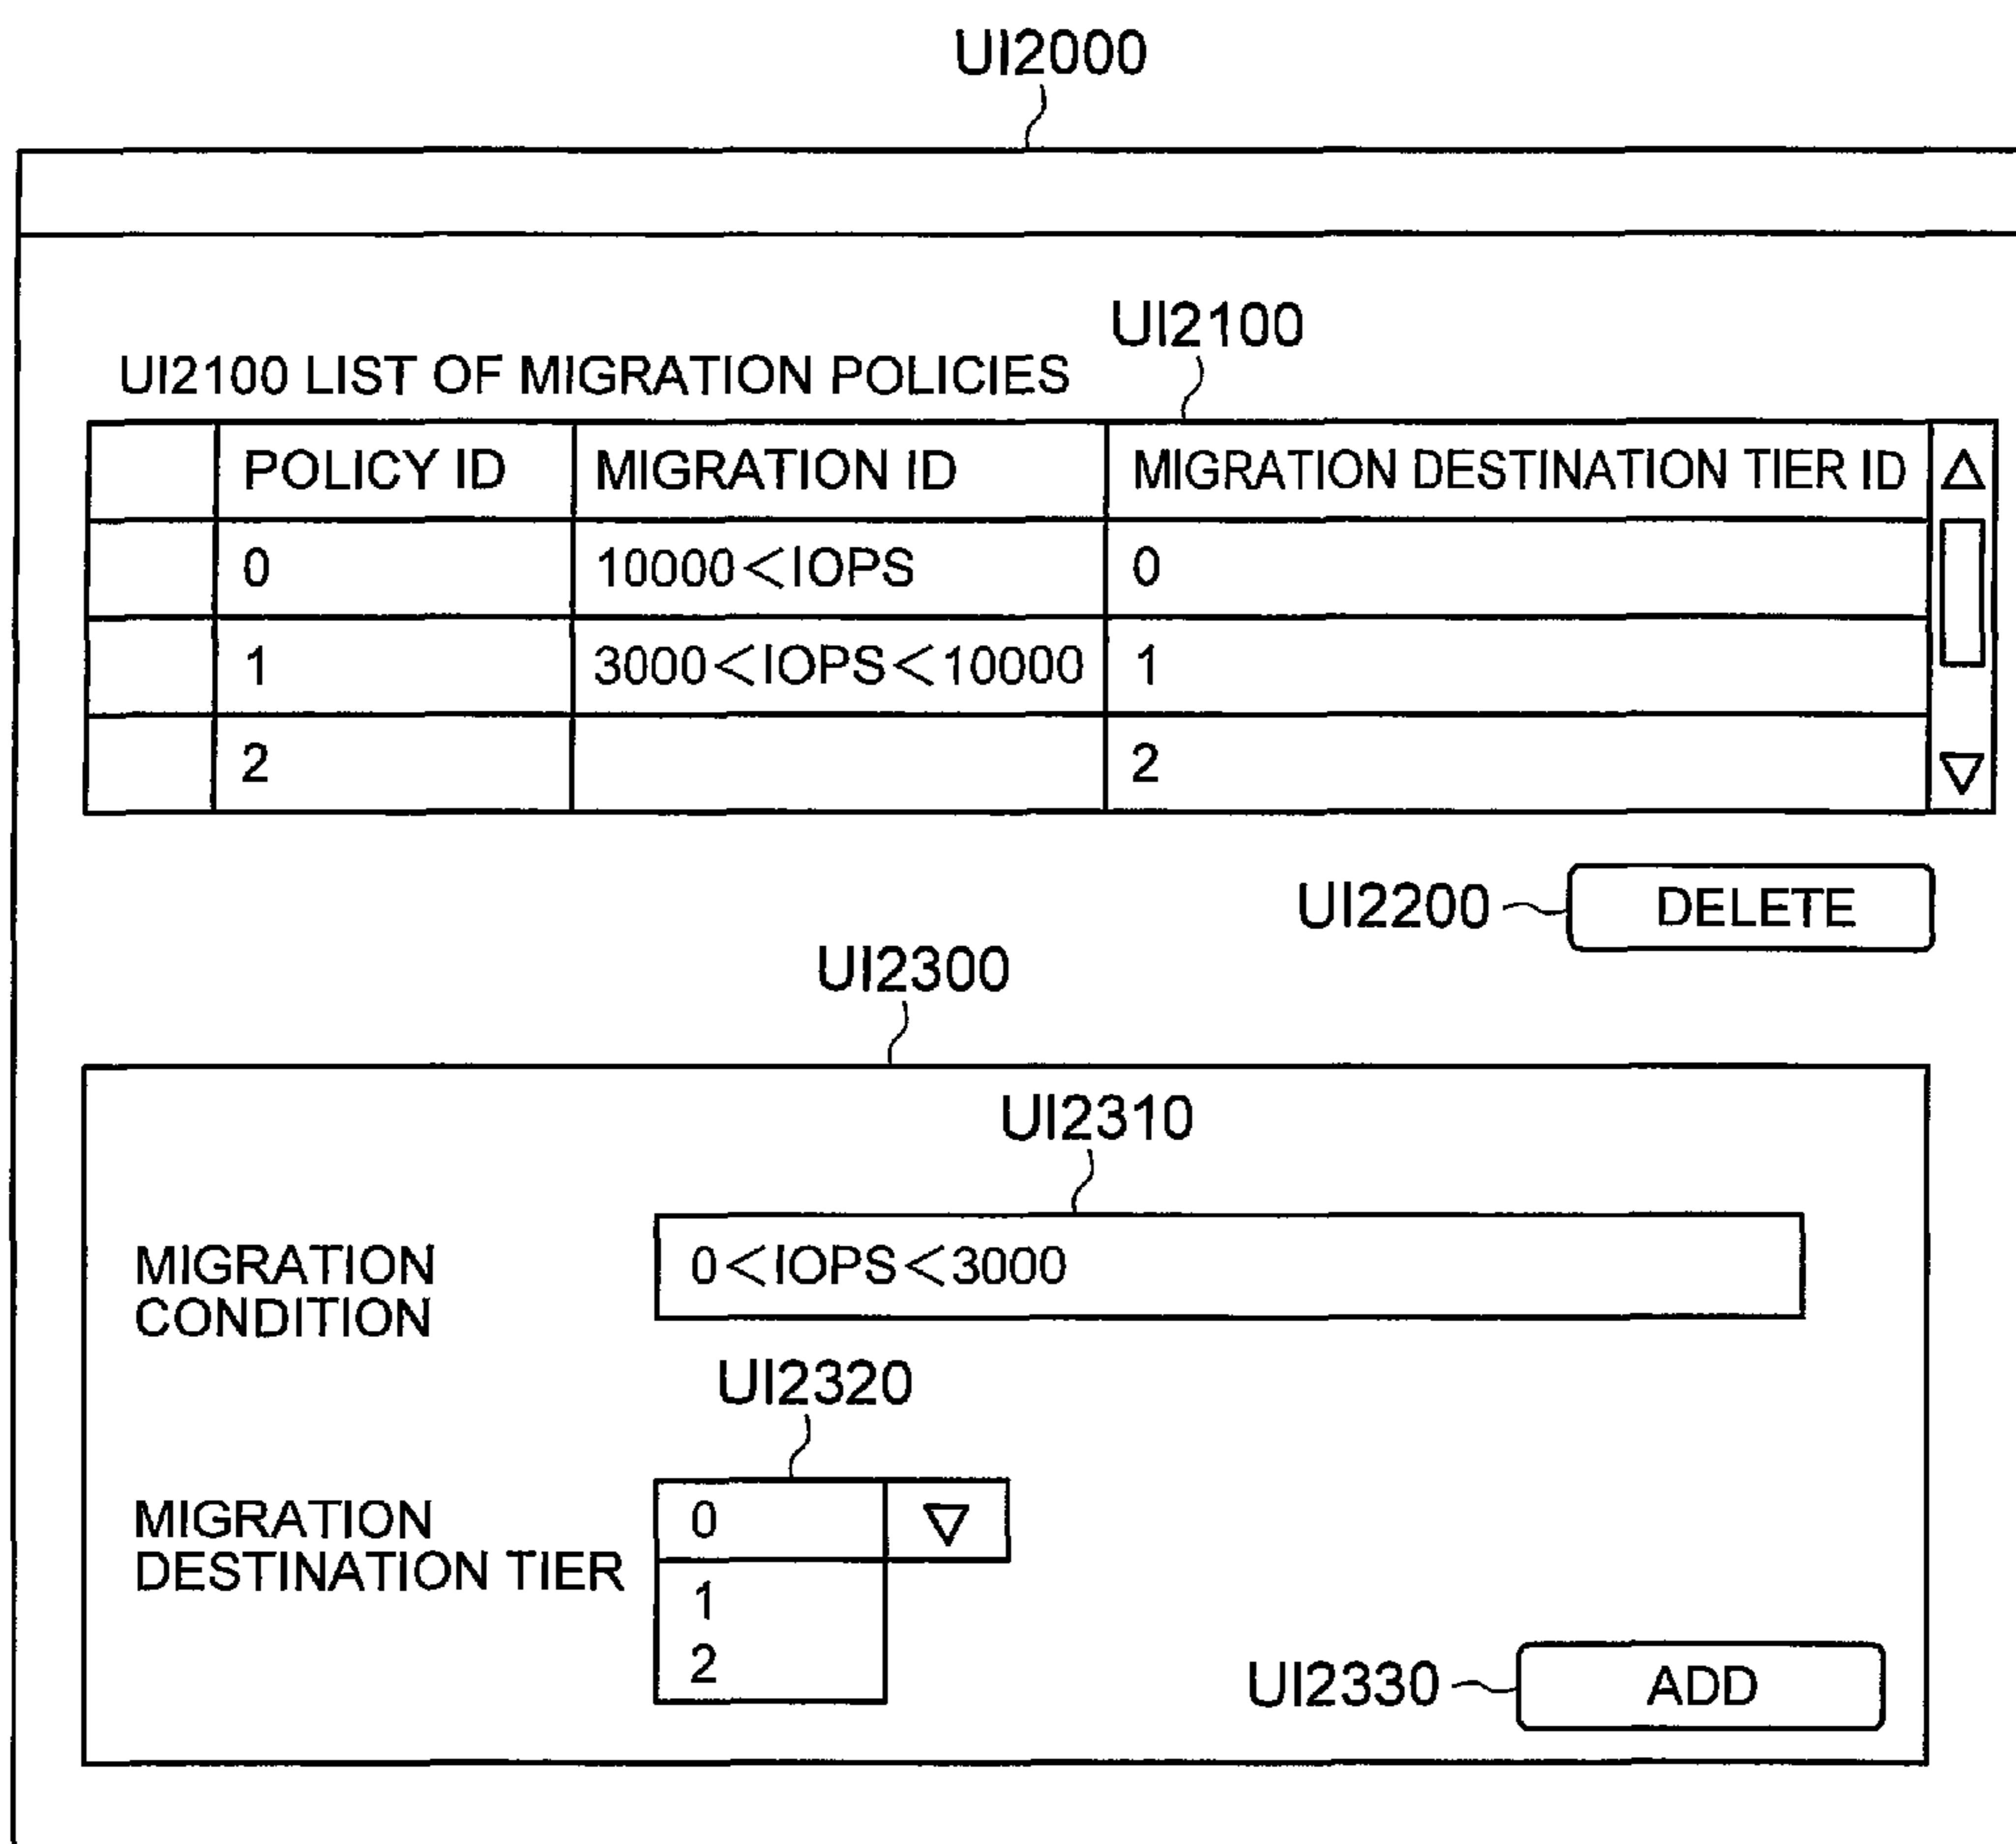 UI2000
UI2100
UI2100 LIST OF MIGRATION POLICIES
POLICY ID MIGRATION ID MIGRATION DESTINATION TIER ID
0 10000<IOPS 0
1 3000<IOPS<10000 1
2 2
UI2200 DELETE
UI2300
UI2310
MIGRATION
CONDITION
0<IOPS<3000
UI2320
MIGRATION
DESTINATION TIER
0
1
2
UI2330 ADD